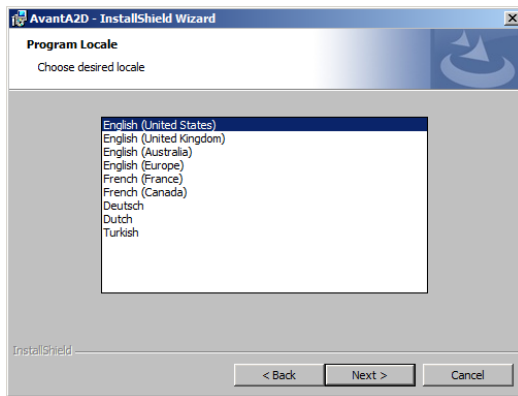 AvantA2D - InstallShield Wizard
Program Locale
Choose desired locale
English (United States)
English (United Kingdom)
English (Australia)
English (Europe)
French (France)
French (Canada)
Deutsch
Dutch
Turkish
InstallShield
< Back Next > Cancel